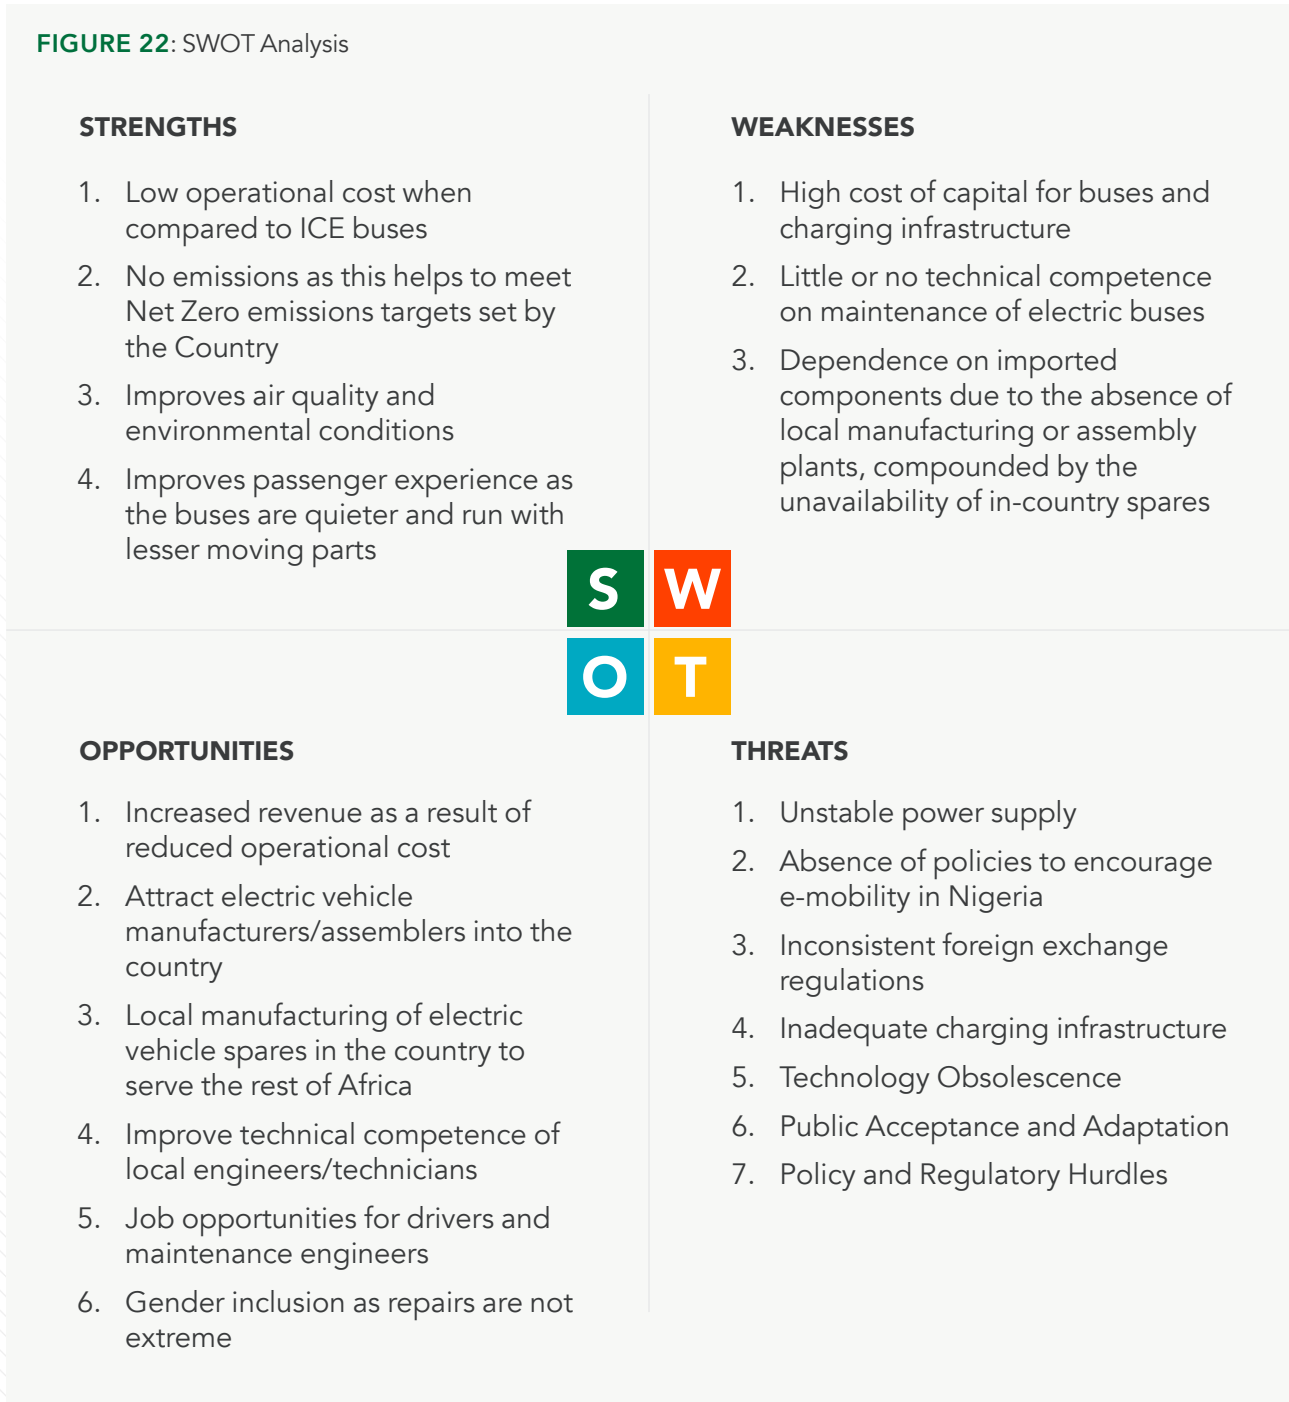 FIGURE 22: SWOT Analysis
STRENGTHS
1. Low operational cost when
compared to ICE buses
2. No emissions as this helps to meet
Net Zero emissions targets set by
the Country
3. Improves air quality and
environmental conditions
4. Improves passenger experience as
the buses are quieter and run with
lesser moving parts
WEAKNESSES
1. High cost of capital for buses and
charging infrastructure
2. Little or no technical competence
on maintenance of electric buses
3. Dependence on imported
components due to the absence of
local manufacturing or assembly
plants, compounded by the
unavailability of in-country spares
S W
O T
OPPORTUNITIES
1. Increased revenue as a result of
reduced operational cost
2. Attract electric vehicle
manufacturers/assemblers into the
country
3. Local manufacturing of electric
vehicle spares in the country to
serve the rest of Africa
4. Improve technical competence of
local engineers/technicians
5. Job opportunities for drivers and
maintenance engineers
6. Gender inclusion as repairs are not
extreme
THREATS
1. Unstable power supply
2. Absence of policies to encourage
e-mobility in Nigeria
3. Inconsistent foreign exchange
regulations
4. Inadequate charging infrastructure
5. Technology Obsolescence
6. Public Acceptance and Adaptation
7. Policy and Regulatory Hurdles